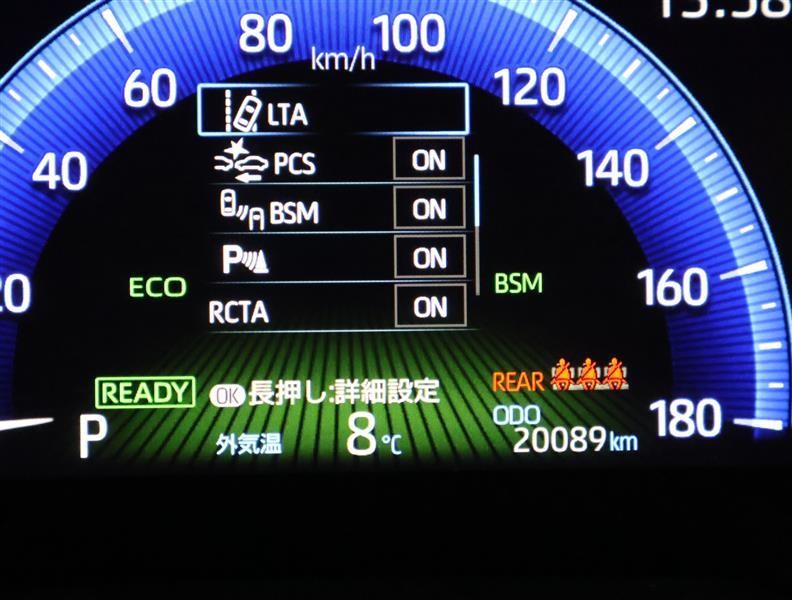 80
100
km/h
60
120
LTA
40
PCS ON
140
BSM ON
P ON
ECO
BSM
160
RCTA ON
READY
OK 長押し:詳細設定
REAR
ODO
180
P
外気温 8℃
20089km